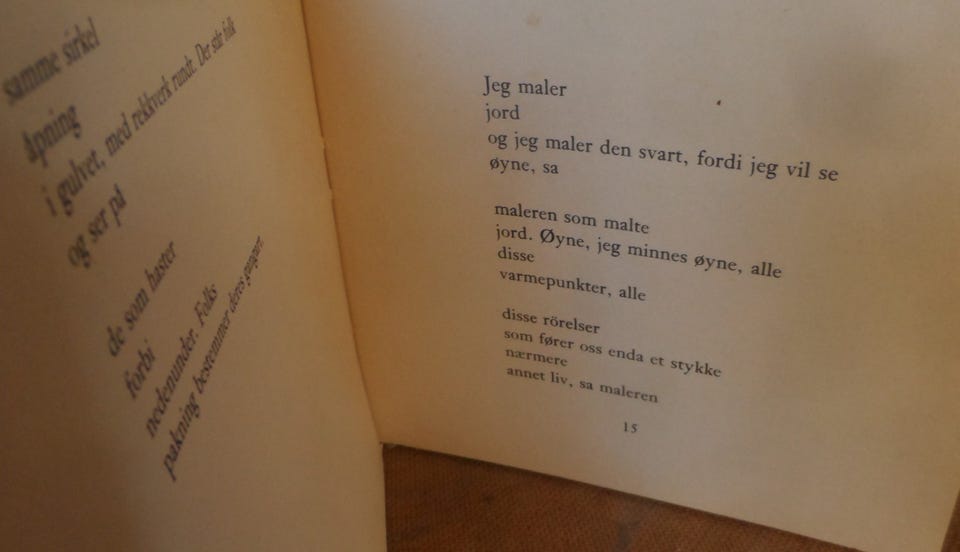 samme sirkel
åpning
i gulvet, med rekkverk rundt. Der står folk
og ser på
de som haster
forbi
nedenunder. Folks
pakning bestemmer deres ganger,
Jeg maler
jord
og jeg maler den svart, fordi jeg vil se
øyne, sa
maleren som malte
jord. Øyne, jeg minnes øyne, alle
disse
varmepunkter, alle
disse rörelser
som fører oss enda et stykke
nærmere
annet liv, sa maleren
15